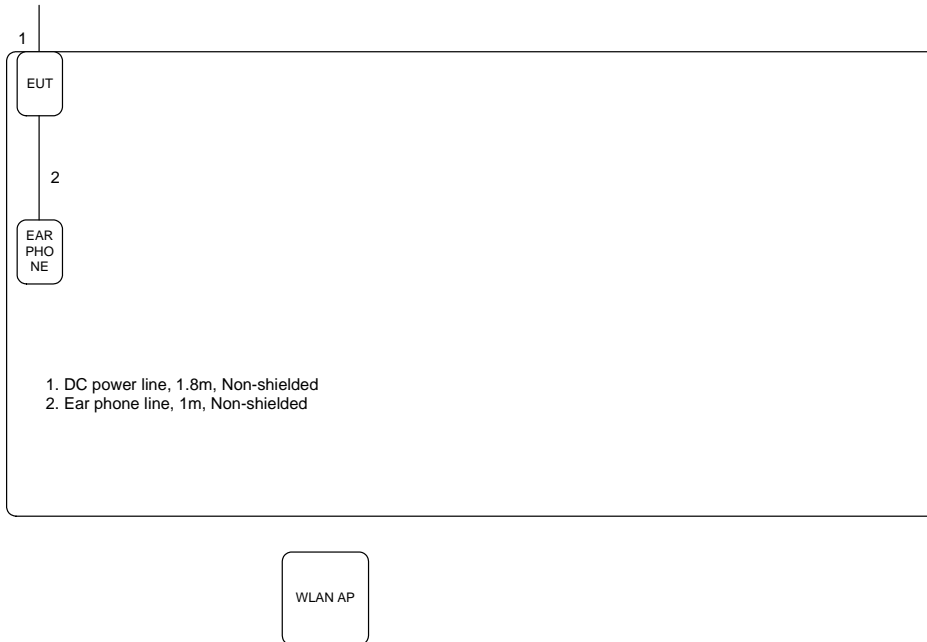 1
EUT
2
EAR
PHO
NE
1. DC power line, 1.8m, Non-shielded
2. Ear phone line, 1m, Non-shielded
WLAN AP